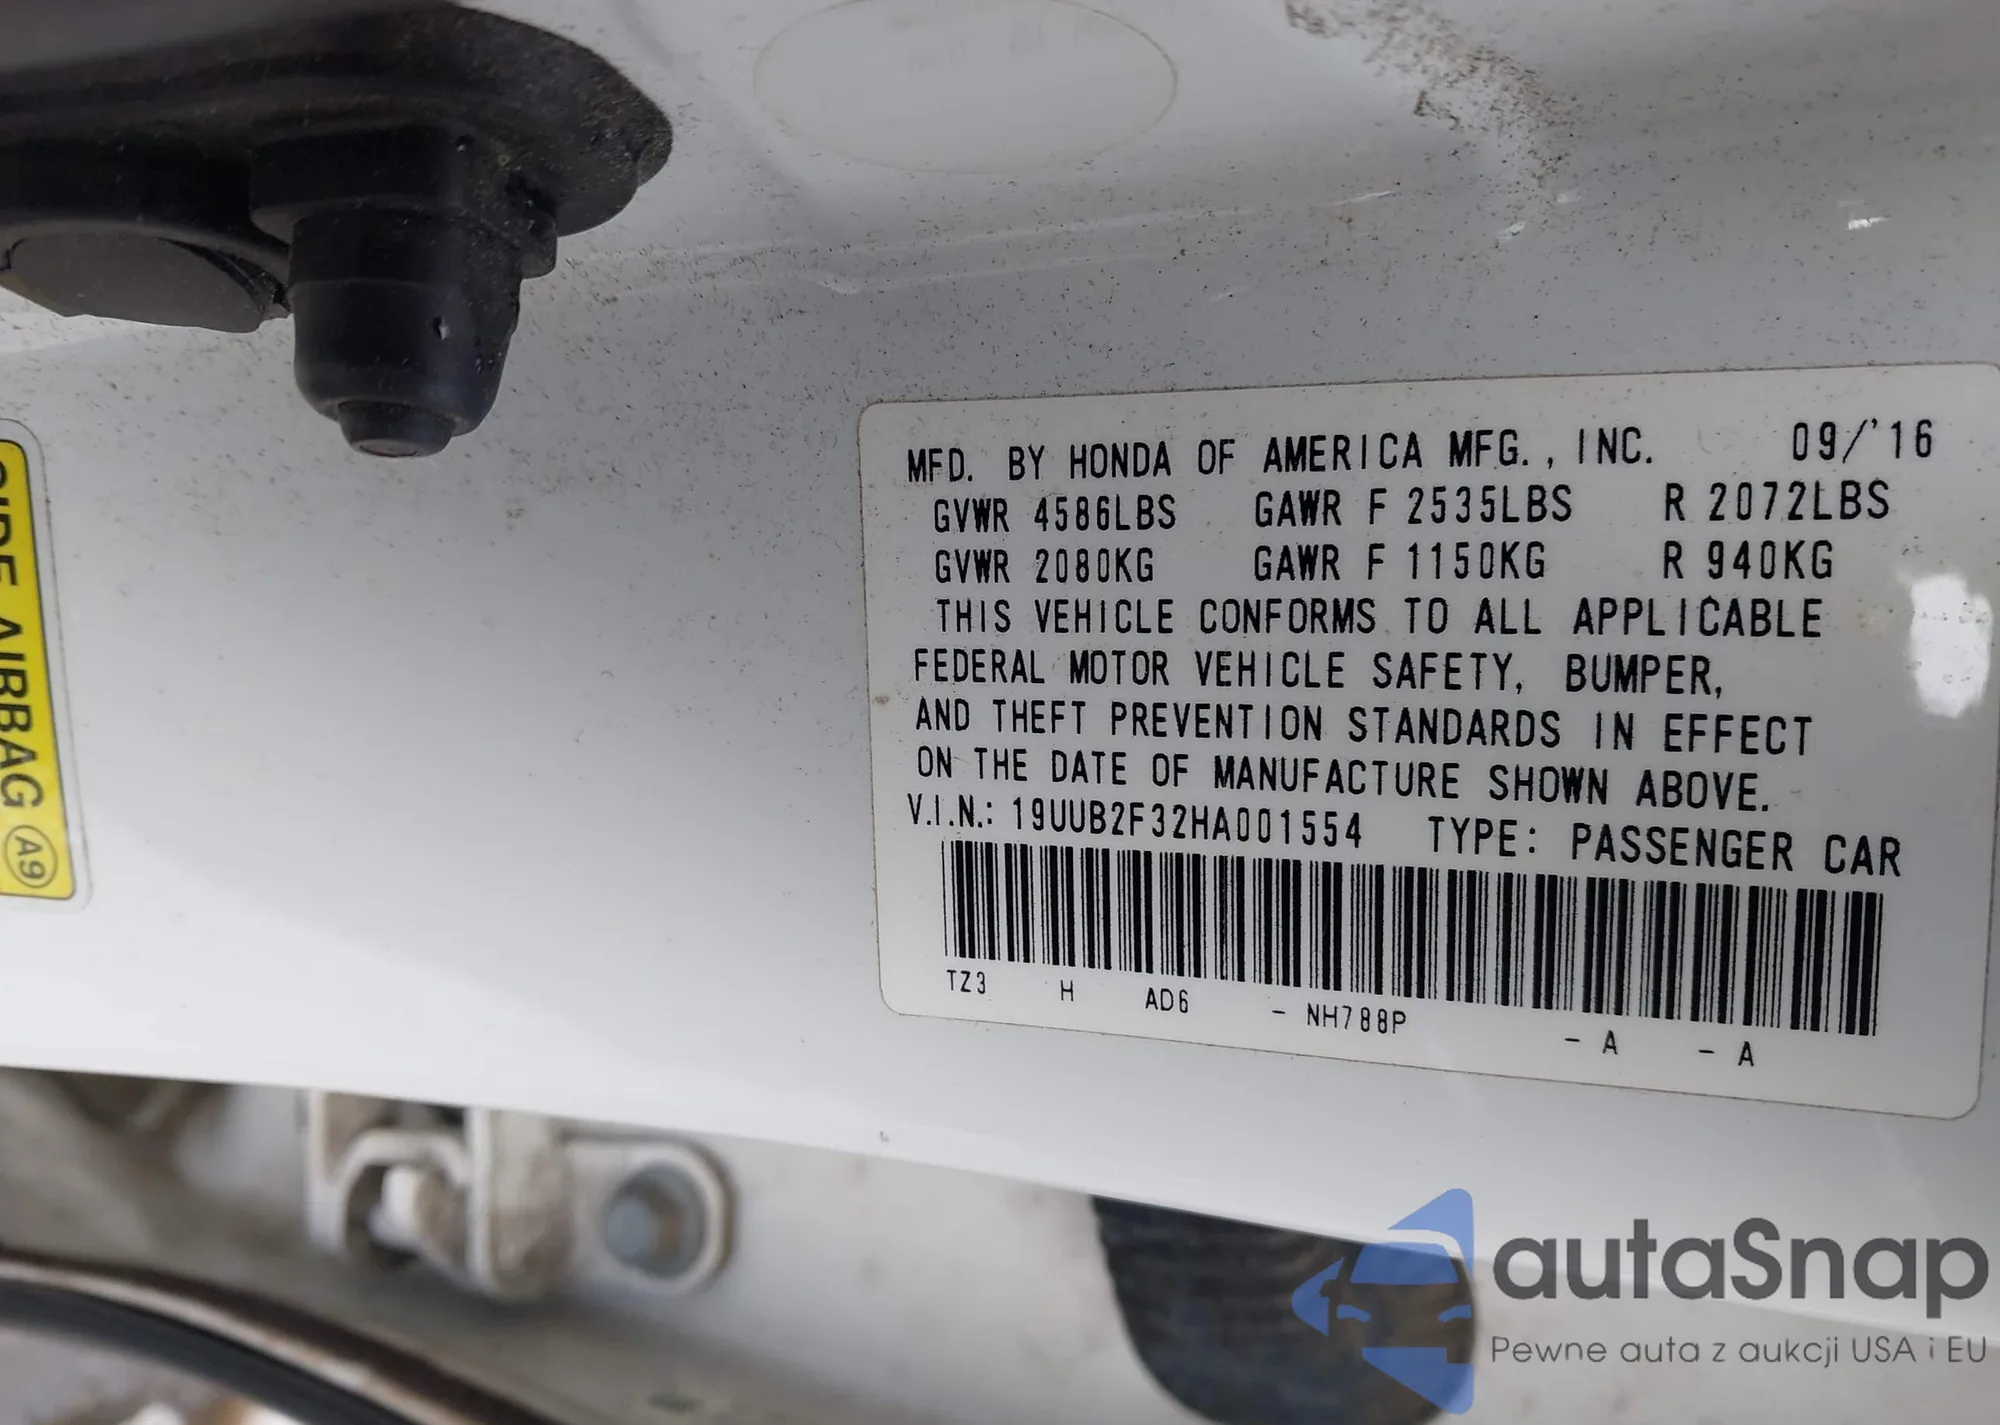 MFD. BY HONDA OF AMERICA MFG., INC. 09/'16
GVWR 4586LBS GAWR F 2535LBS R 2072LBS
GVWR 2080KG GAWR F 1150KG R 940KG
THIS VEHICLE CONFORMS TO ALL APPLICABLE
FEDERAL MOTOR VEHICLE SAFETY, BUMPER,
AND THEFT PREVENTION STANDARDS IN EFFECT
ON THE DATE OF MANUFACTURE SHOWN ABOVE.
V.I.N.: 19UUB2F32HA001554 TYPE: PASSENGER CAR
TZ3 H AD6 - NH788P - A - A
SIDE AIRBAG A9
autaSnap
Pewne auta z aukcji USA i EU